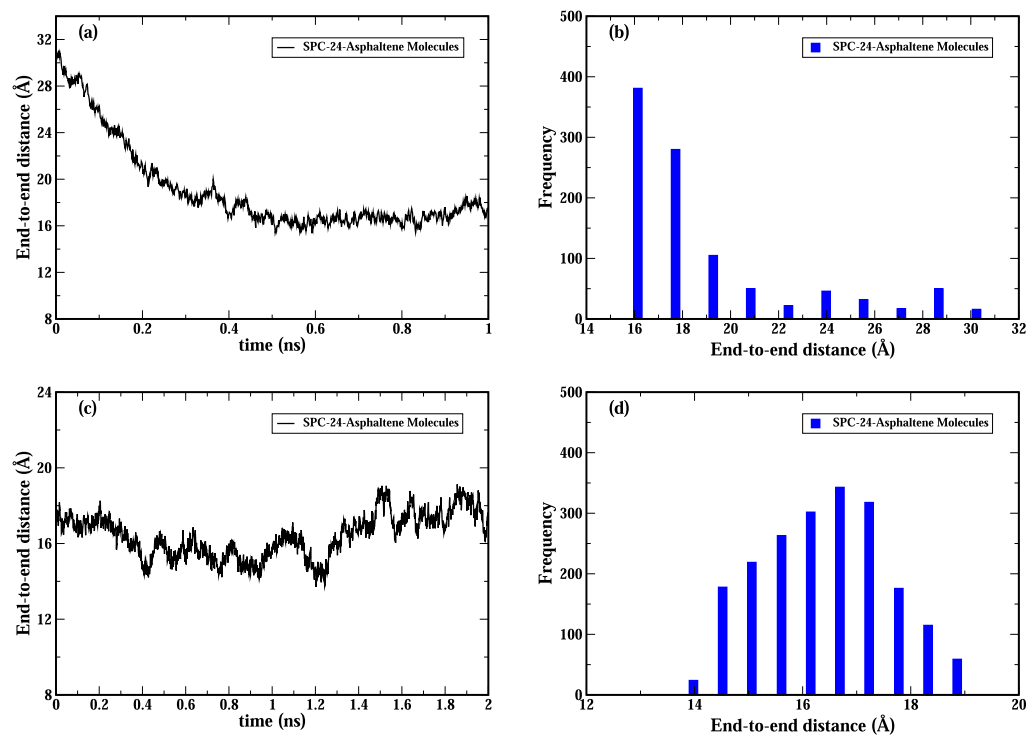 (a)
SPC-24-Asphaltene Molecules
End-to-end distance (Å)
32
28
24
20
16
12
8
0 0.2 0.4 0.6 0.8 1
time (ns)
(b)
SPC-24-Asphaltene Molecules
Frequency
500
400
300
200
100
0
14 16 18 20 22 24 26 28 30 32
End-to-end distance (Å)
(c)
SPC-24-Asphaltene Molecules
End-to-end distance (Å)
24
20
16
12
8
0 0.2 0.4 0.6 0.8 1 1.2 1.4 1.6 1.8 2
time (ns)
(d)
SPC-24-Asphaltene Molecules
Frequency
500
400
300
200
100
0
12 14 16 18 20
End-to-end distance (Å)